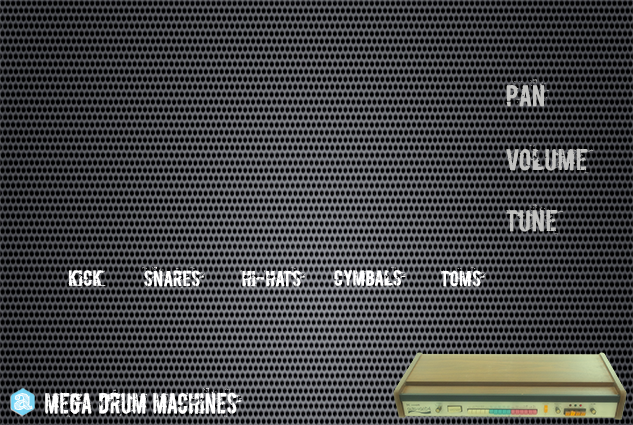 PAN
VOLUME
TUNE
KICK SNARES HI-HATS CYMBALS TOMS
MEGA DRUM MACHINES